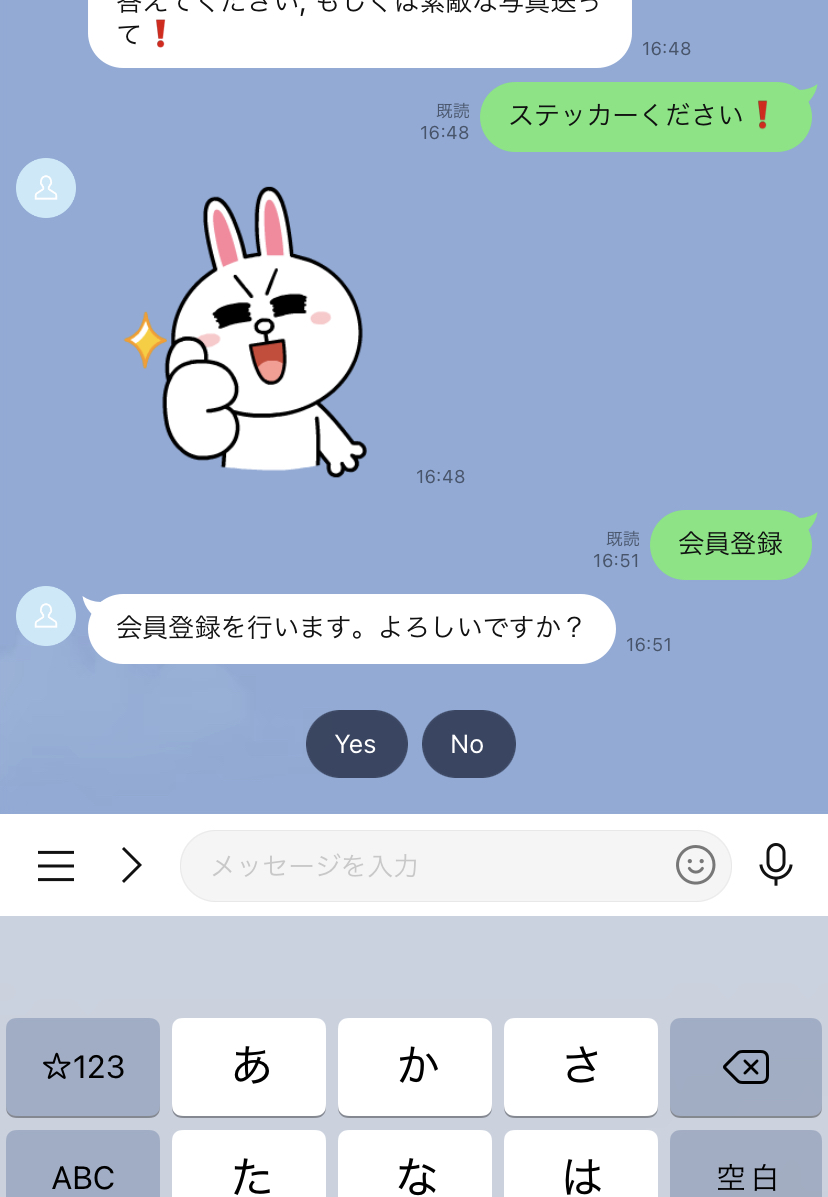 答えてください, もしくは素敵な写真送っ
て❗
16:48
既読
16:48
ステッカーください❗
16:48
既読
16:51
会員登録
会員登録を行います。よろしいですか？
16:51
Yes
No
メッセージを入力
☆123
あ
か
さ
ABC
た
な
は
空白